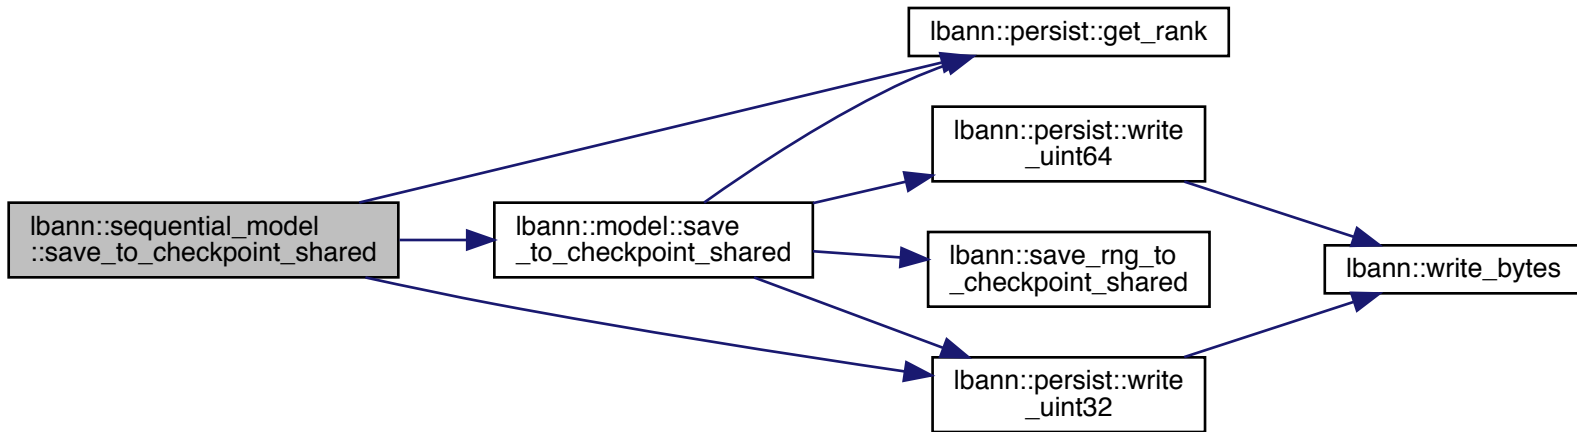 lbann::persist::get_rank
lbann::persist::write
_uint64
lbann::sequential_model
::save_to_checkpoint_shared
lbann::model::save
_to_checkpoint_shared
lbann::save_rng_to
_checkpoint_shared
lbann::write_bytes
lbann::persist::write
_uint32